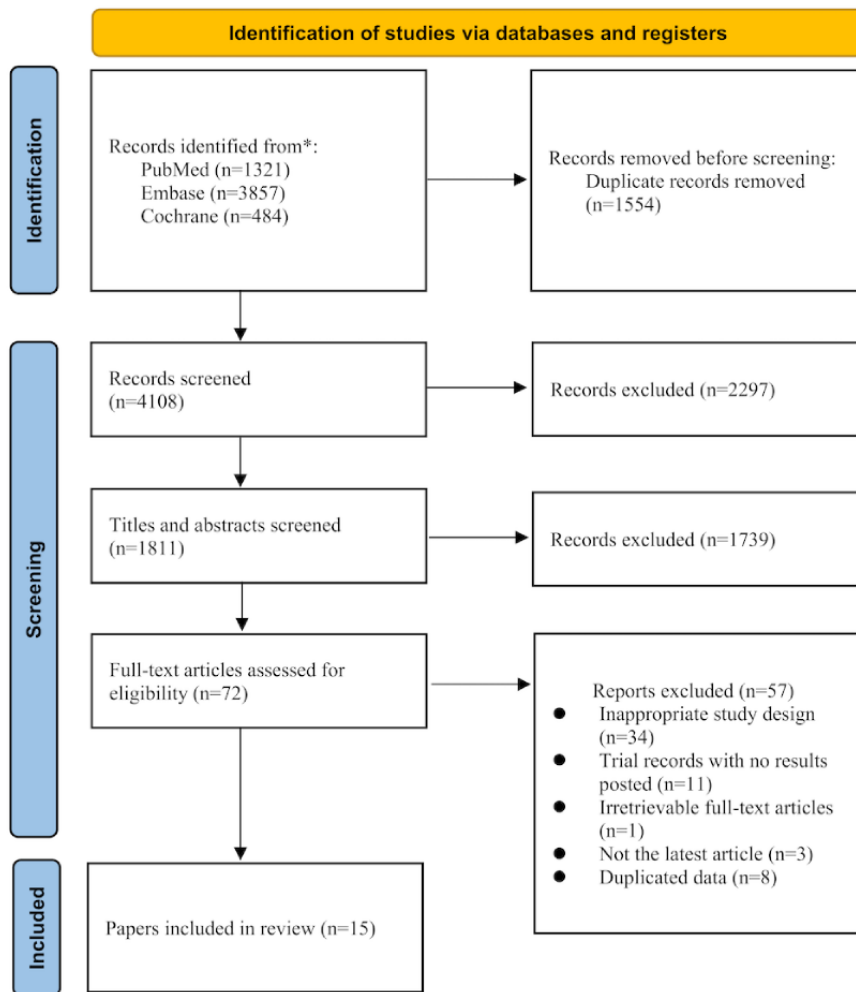 Identification of studies via databases and registers
Identification
Records identified from*:
PubMed (n=1321)
Embase (n=3857)
Cochrane (n=484)
Records removed before screening:
Duplicate records removed
(n=1554)
Screening
Records screened
(n=4108)
Records excluded (n=2297)
Titles and abstracts screened
(n=1811)
Records excluded (n=1739)
Full-text articles assessed for
eligibility (n=72)
Reports excluded (n=57)
● Inappropriate study design
(n=34)
● Trial records with no results
posted (n=11)
● Irretrievable full-text articles
(n=1)
● Not the latest article (n=3)
● Duplicated data (n=8)
Included
Papers included in review (n=15)